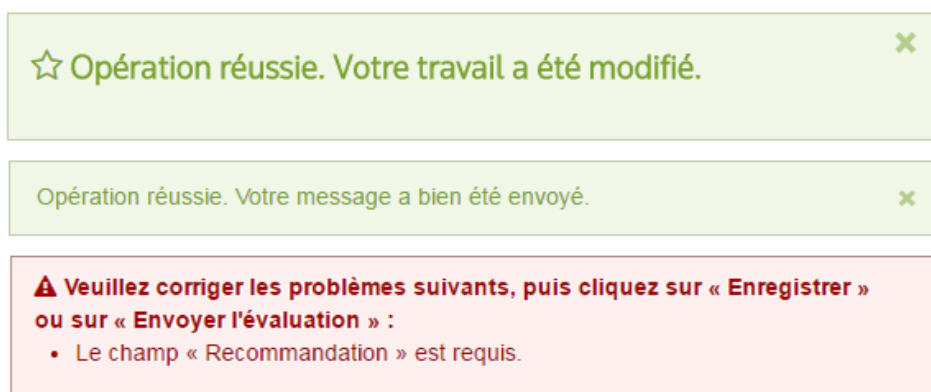 Opération réussie. Votre travail a été modifié.
Opération réussie. Votre message a bien été envoyé.
Veuillez corriger les problèmes suivants, puis cliquez sur « Enregistrer »
ou sur « Envoyer l'évaluation » :
• Le champ « Recommandation » est requis.